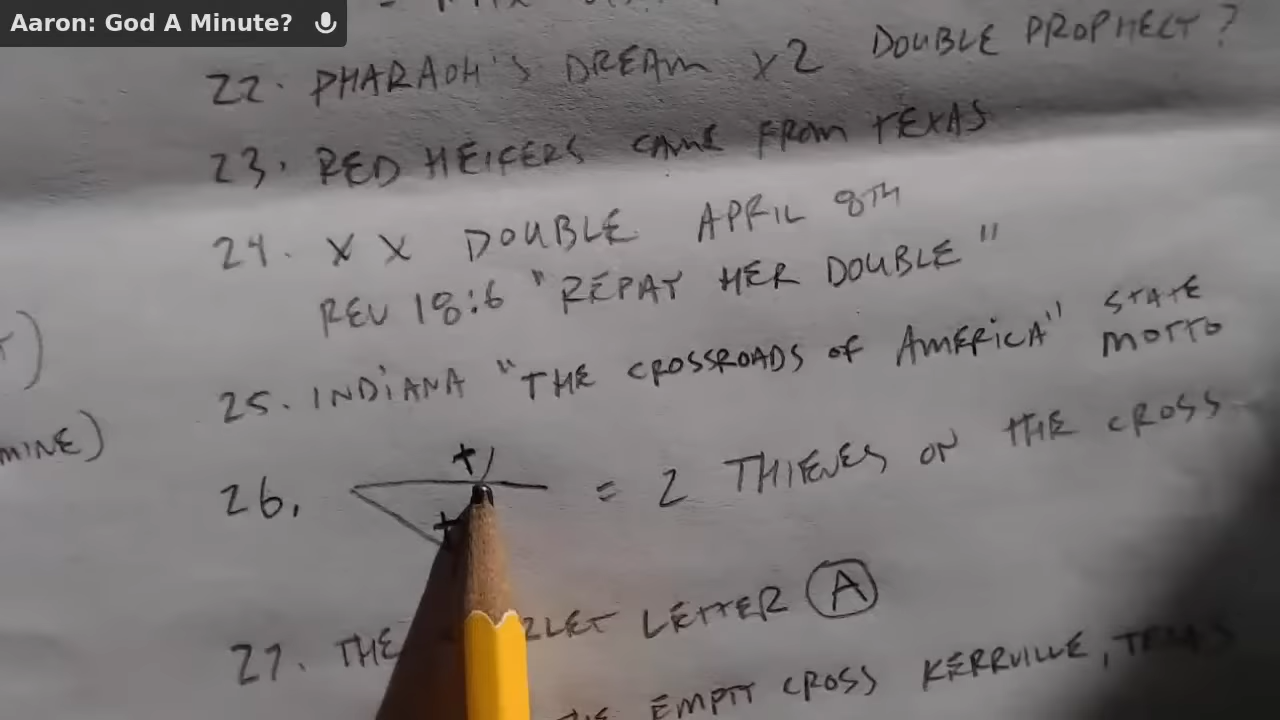 Aaron: God A Minute?
22. PHARAOH'S DREAM X2 DOUBLE PROPHECY?
23. RED HEIFERS CAME FROM TEXAS
24. X X DOUBLE APRIL 8TH
REV 18:6 "REPAY HER DOUBLE"
25. INDIANA "THE CROSSROADS OF AMERICA" STATE MOTTO
MINE)
26. = 2 THIEVES ON THE CROSS
27. THE LETTER A
EMPTY CROSS KERRVILLE, TEXAS